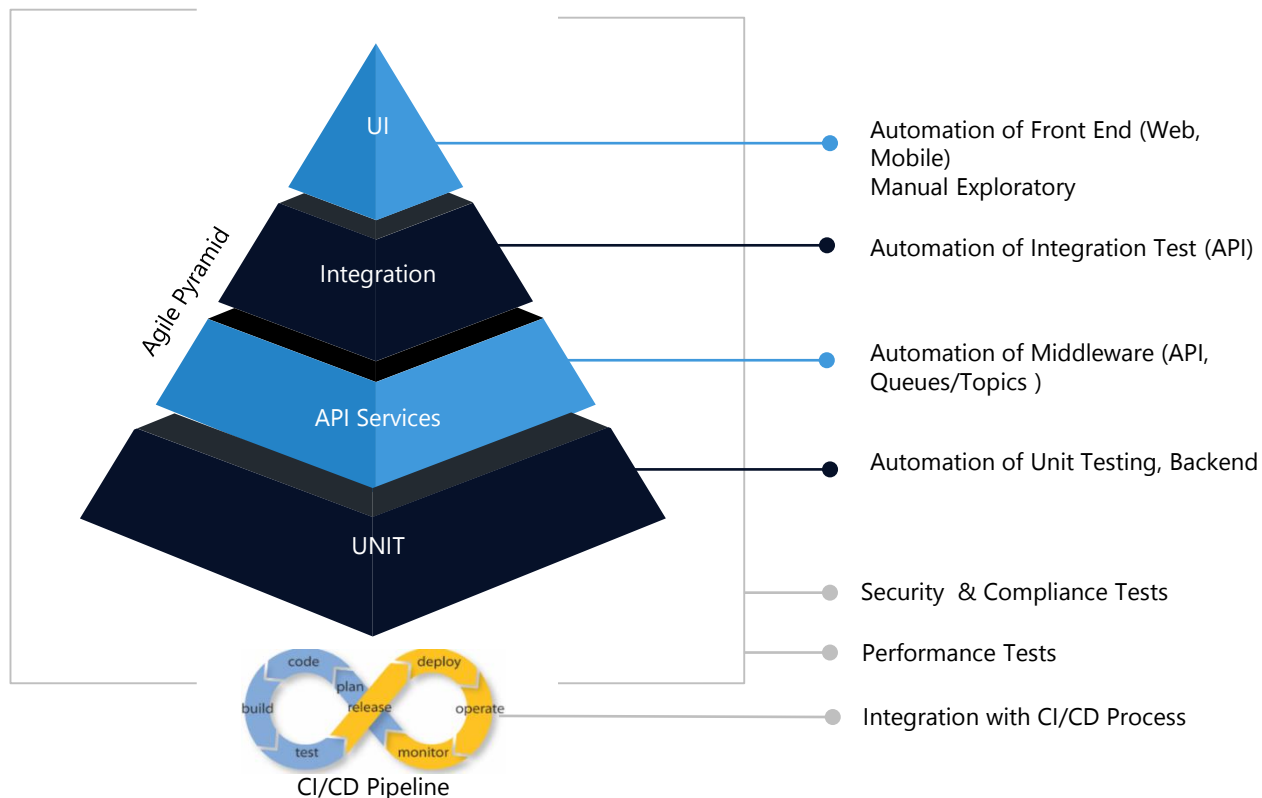 UI
Automation of Front End (Web,
Mobile)
Manual Exploratory
Agile Pyramid
Integration
Automation of Integration Test (API)
API Services
Automation of Middleware (API,
Queues/Topics )
UNIT
Automation of Unit Testing, Backend
Security & Compliance Tests
Performance Tests
code
deploy
plan
build
release
operate
test
monitor
Integration with CI/CD Process
CI/CD Pipeline